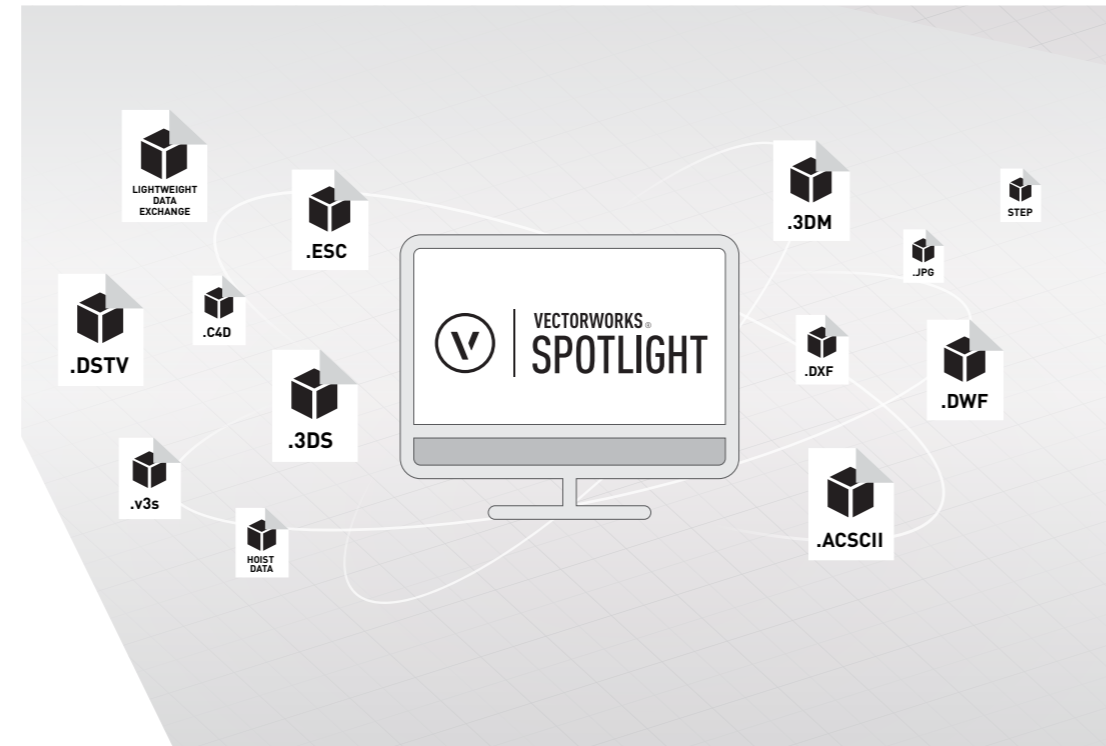 LIGHTWEIGHT
DATA
EXCHANGE
.ESC
.DSTV
.C4D
.3DS
.v3s
HOIST
DATA
VECTORWORKS®
SPOTLIGHT
.3DM
STEP
.JPG
.DXF
.DWF
.ACSCII